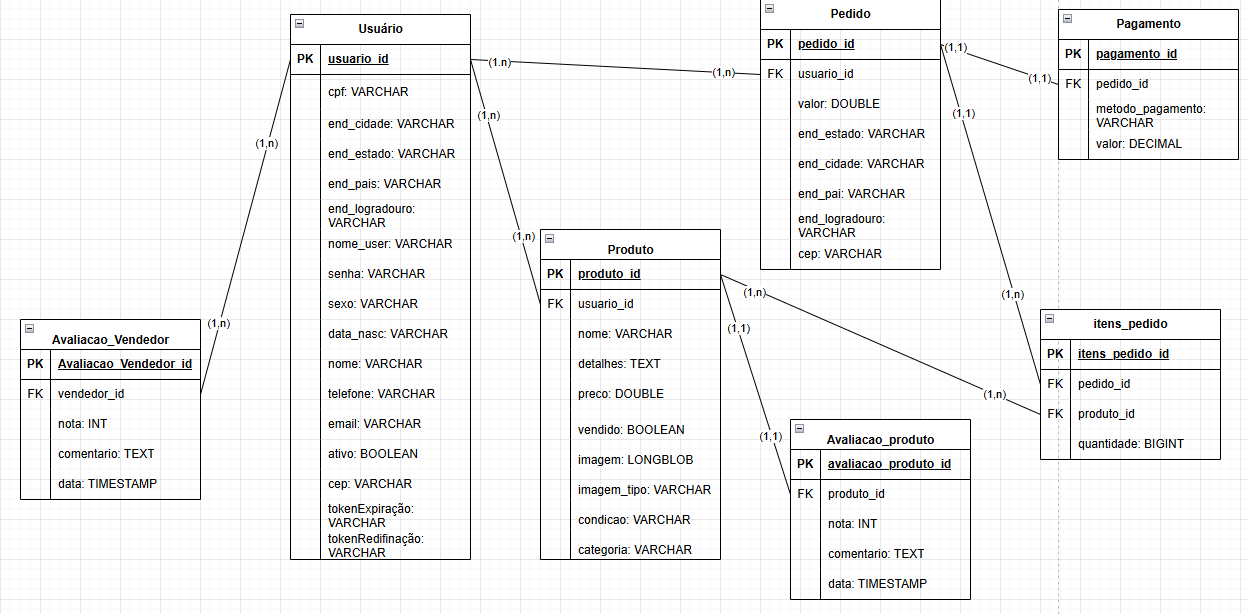 Usuário
PK usuario_id
cpf: VARCHAR
end_cidade: VARCHAR
end_estado: VARCHAR
end_pais: VARCHAR
end_logradouro:
VARCHAR
nome_user: VARCHAR
senha: VARCHAR
sexo: VARCHAR
data_nasc: VARCHAR
nome: VARCHAR
telefone: VARCHAR
email: VARCHAR
ativo: BOOLEAN
cep: VARCHAR
tokenExpiração:
VARCHAR
tokenRedifinação:
VARCHAR
Pedido
PK pedido_id
FK usuario_id
valor: DOUBLE
end_estado: VARCHAR
end_cidade: VARCHAR
end_pai: VARCHAR
end_logradouro:
VARCHAR
cep: VARCHAR
Pagamento
PK pagamento_id
FK pedido_id
metodo_pagamento:
VARCHAR
valor: DECIMAL
Avaliacao_Vendedor
PK Avaliacao_Vendedor_id
FK vendedor_id
nota: INT
comentario: TEXT
data: TIMESTAMP
Produto
PK produto_id
FK usuario_id
nome: VARCHAR
detalhes: TEXT
preco: DOUBLE
vendido: BOOLEAN
imagem: LONGBLOB
imagem_tipo: VARCHAR
condicao: VARCHAR
categoria: VARCHAR
itens_pedido
PK itens_pedido_id
FK pedido_id
FK produto_id
quantidade: BIGINT
Avaliacao_produto
PK avaliacao_produto_id
FK produto_id
nota: INT
comentario: TEXT
data: TIMESTAMP
(1.n)
(1,n)
(1,n)
(1,n)
(1,n)
(1,n)
(1,1)
(1,1)
(1,1)
(1,n)
(1,n)
(1,n)
(1,1)
(1,1)